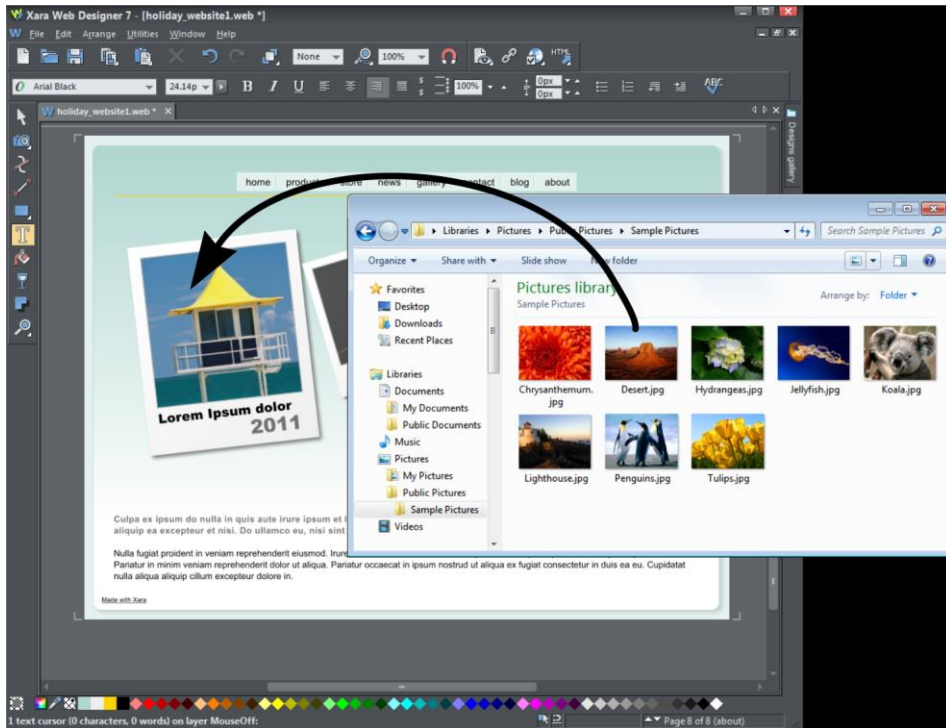 Xara Web Designer 7 - [holiday_website1.web *]
File Edit Arrange Utilities Window Help
None 100% HTML
Arial Black 24.14p B I U 100% 0px ABC
0px
holiday_website1.web *
Designs gallery
home products store news gallery contact blog about
Libraries Pictures Public Pictures Sample Pictures Search Sample Pictures
Organize Share with Slide show New folder
Favorites
Desktop
Downloads
Recent Places
Libraries
Documents
My Documents
Public Documents
Music
Pictures
My Pictures
Public Pictures
Sample Pictures
Videos
Pictures library
Sample Pictures
Arrange by: Folder
Chrysanthemum.jpg
Desert.jpg
Hydrangeas.jpg
Jellyfish.jpg
Koala.jpg
Lighthouse.jpg
Penguins.jpg
Tulips.jpg
Lorem Ipsum dolor
2011
Culpa ex ipsum do nulla in quis aute irure ipsum et
aliquip ea excepteur et nisi. Do ullamco eu, nisi sint
Nulla fugiat proident in veniam reprehenderit eiusmod.
Pariatur in minim veniam reprehenderit dolor ut aliqua. Pariatur occaecat in ipsum nostrud ut aliqua ex fugiat consectetur in duis ea eu. Cupidatat
nulla aliqua aliquip cillum excepteur dolore in.
Made with Xara
1 text cursor (0 characters, 0 words) on layer MouseOff:
Page 8 of 8 (about)